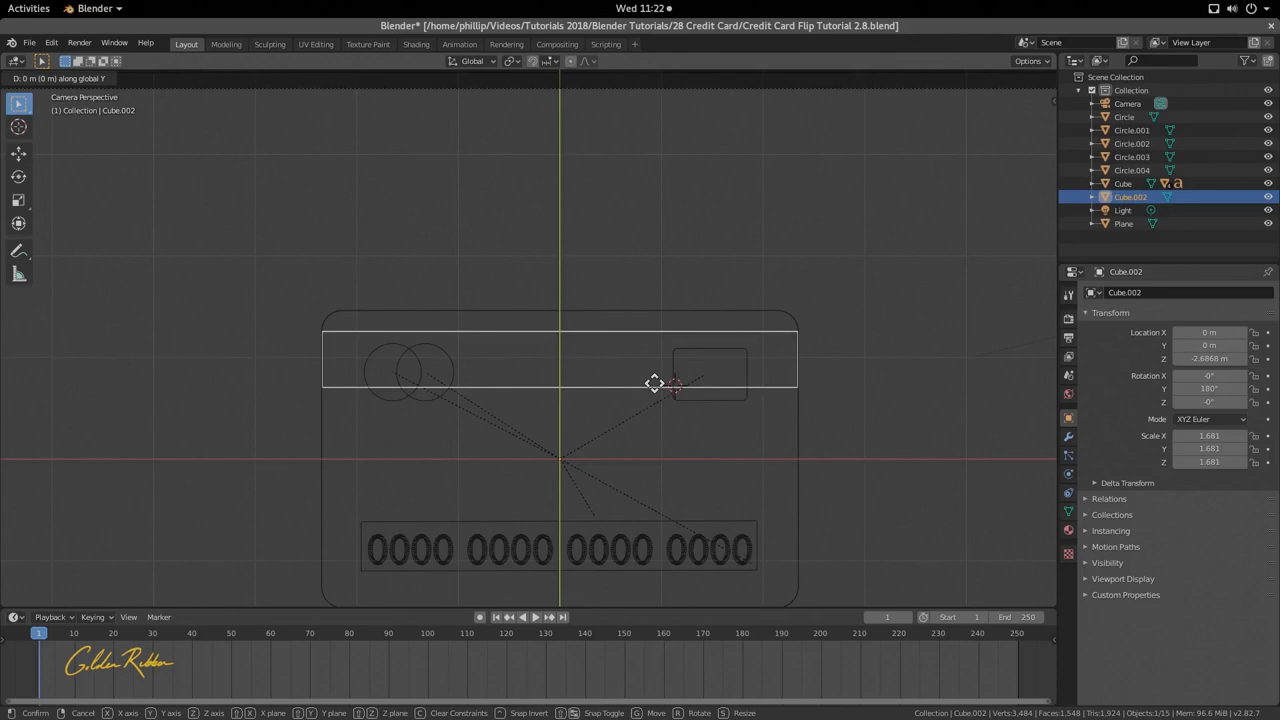 Activities
Blender
Wed 11:22
Blender* [/home/phillip/Videos/Tutorials 2018/Blender Tutorials/28 Credit Card/Credit Card Flip Tutorial 2.8.blend]
File Edit Render Window Help
Layout Modeling Sculpting UV Editing Texture Paint Shading Animation Rendering Compositing Scripting +
Scene
View Layer
Global
Options
D: 0 m (0 m) along global Y
Camera Perspective
(1) Collection | Cube.002
0000 0000 0000 0000
Scene Collection
Collection
Camera
Circle
Circle.001
Circle.002
Circle.003
Circle.004
Cube
Cube.002
Light
Plane
Cube.002
Cube.002
Transform
Location X 0 m
Y 0 m
Z -2.6868 m
Rotation X -0°
Y 180°
Z -0°
Mode XYZ Euler
Scale X 1.681
Y 1.681
Z 1.681
Delta Transform
Relations
Collections
Instancing
Motion Paths
Visibility
Viewport Display
Custom Properties
Playback Keying View Marker
1
Start 1
End 250
1 10 20 30 40 50 60 70 80 90 100 110 120 130 140 150 160 170 180 190 200 210 220 230 240 250
Golden Ribbon
Confirm Cancel X X axis Y Y axis Z Z axis X X plane Y Y plane Z Z plane C Clear Constraints Snap Invert Snap Toggle G Move R Rotate S Resize
Collection | Cube.002 | Verts:3,484 | Faces:1,548 | Tris:1,924 | Objects:1/15 | Mem: 96.6 MiB | v2.82.7